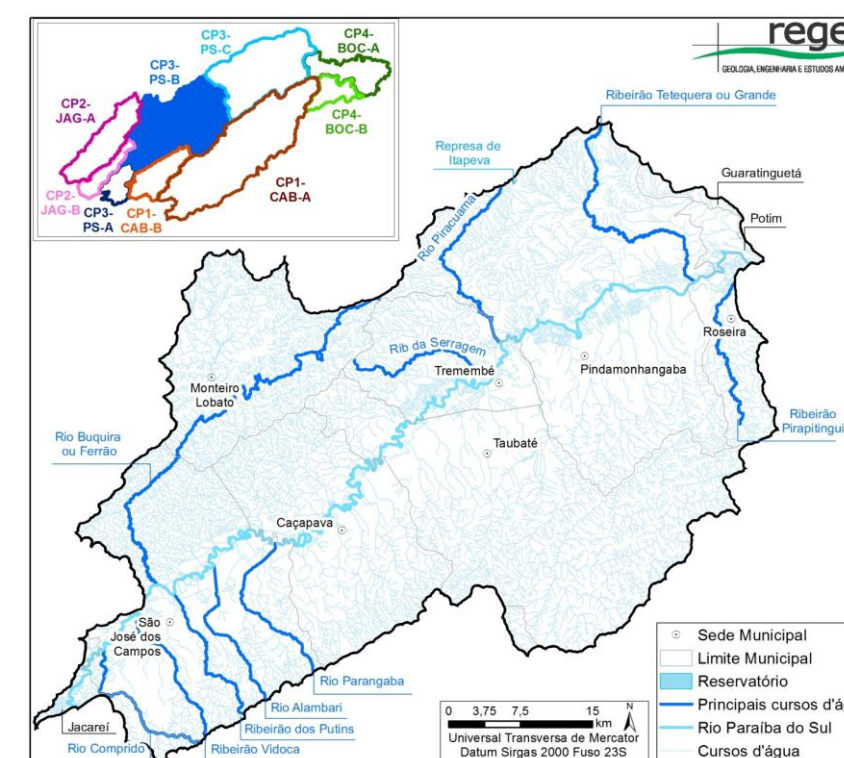 CP3-
PS-C
CP4-
BOC-A
CP3-
PS-B
CP2-
JAG-A
CP4-
BOC-B
CP1-
CAB-A
CP2-
JAG-B
CP3-
PS-A
CP1-
CAB-B
rege
GEOLOGIA, ENGENHARIA E ESTUDOS AM
Ribeirão Tetequera ou Grande
Represa de
Itapeva
Guaratinguetá
Potim
Rio Piracuama
Roseira
Rib da Serragem
Tremembé
Pindamonhangaba
Monteiro
Lobato
Ribeirão
Pirapitingui
Rio Buquira
ou Ferrão
Taubaté
Caçapava
São
José dos
Campos
Rio Parangaba
Rio Alambari
Jacareí
Ribeirão dos Putins
Rio Comprido
Ribeirão Vidoca
0 3,75 7,5 15
km
N
Universal Transversa de Mercator
Datum Sirgas 2000 Fuso 23S
Sede Municipal
Limite Municipal
Reservatório
Principais cursos d'ág
Rio Paraíba do Sul
Cursos d'água